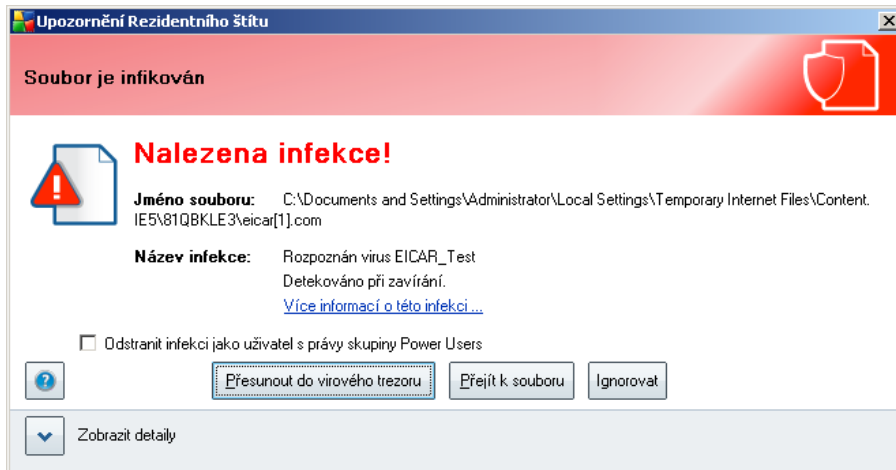 Upozornění Rezidentního štítu
Soubor je infikován
Nalezena infekce!
Jméno souboru: C:\Documents and Settings\Administrator\Local Settings\Temporary Internet Files\Content.
IE5\81QBKLE3\eicar[1].com
Název infekce: Rozpoznán virus EICAR_Test
Detekováno při zavírání.
Více informací o této infekci ...
Odstranit infekci jako uživatel s právy skupiny Power Users
Přesunout do virového trezoru Přejít k souboru Ignorovat
Zobrazit detaily